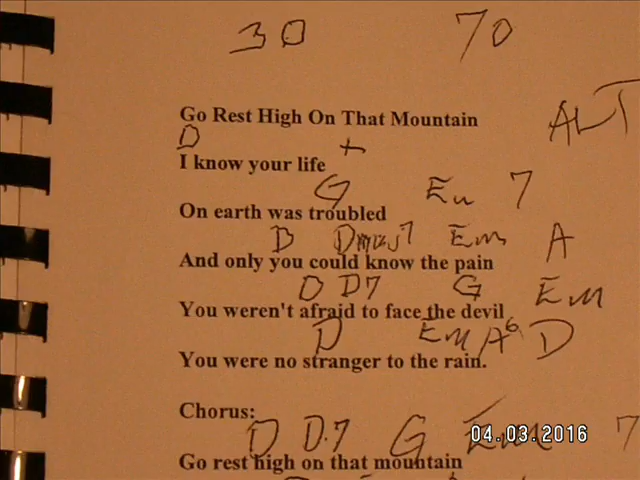 30 70
Go Rest High On That Mountain ALT
D +
I know your life
G Em 7
On earth was troubled
B Dmaj7 Em A
And only you could know the pain
D D7 G Em
You weren't afraid to face the devil
D Em A6 D
You were no stranger to the rain.
Chorus:
D D7 G Em 7
04.03.2016
Go rest high on that mountain